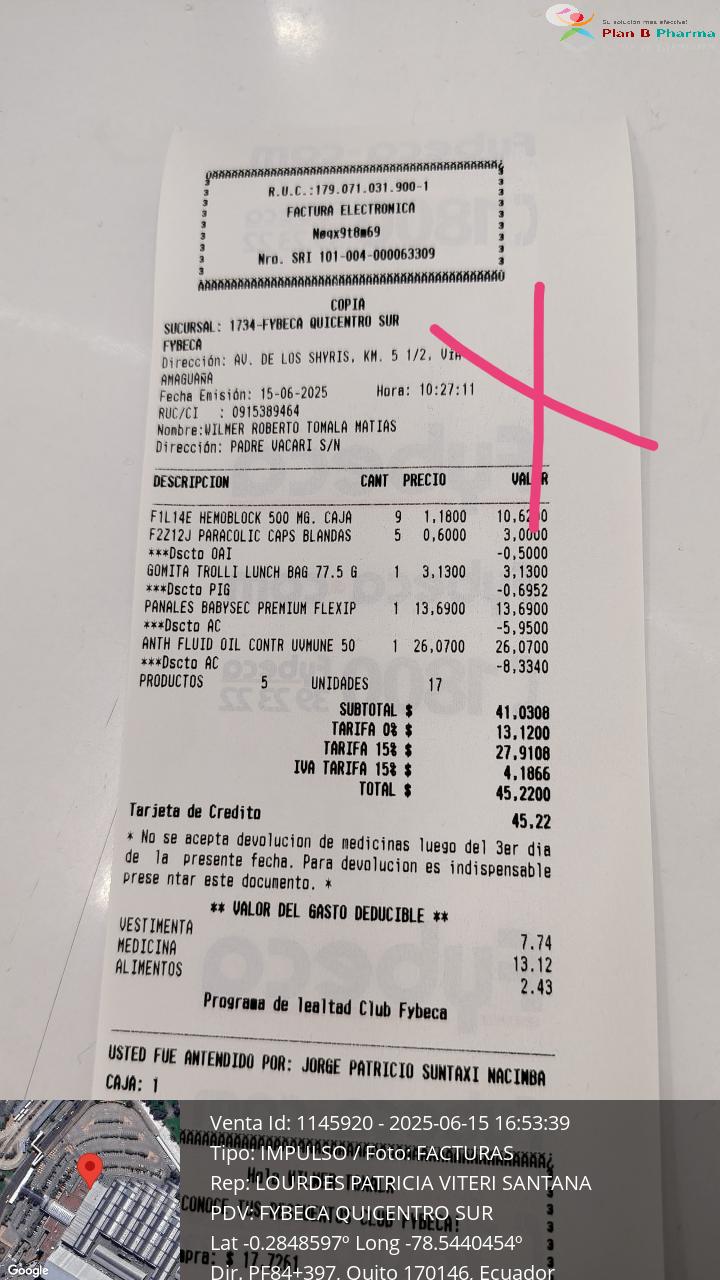 Su solución más efectiva!
Plan B Pharma
R.U.C.:179.071.031.900-1
FACTURA ELECTRONICA
Nøqx9t8m69
Nro. SRI 101-004-000063309
COPIA
SUCURSAL: 1734-FYBECA QUICENTRO SUR
FYBECA
Dirección: AV. DE LOS SHYRIS, KM. 5 1/2, VIA
AMAGUAÑA
Fecha Emisión: 15-06-2025 Hora: 10:27:11
RUC/CI : 0915389464
Nombre:WILMER ROBERTO TOMALA MATIAS
Dirección: PADRE VACARI S/N
DESCRIPCION CANT PRECIO VALOR
F1L14E HEMOBLOCK 500 MG. CAJA 9 1,1800 10,6200
F2Z12J PARACOLIC CAPS BLANDAS 5 0,6000 3,0000
***Dscto OAI -0,5000
GOMITA TROLLI LUNCH BAG 77.5 G 1 3,1300 3,1300
***Dscto PIG -0,6952
PANALES BABYSEC PREMIUM FLEXIP 1 13,6900 13,6900
***Dscto AC -5,9500
ANTH FLUID OIL CONTR UVMUNE 50 1 26,0700 26,0700
***Dscto AC -8,3340
PRODUCTOS 5 UNIDADES 17
SUBTOTAL $ 41,0308
TARIFA 0% $ 13,1200
TARIFA 15% $ 27,9108
IVA TARIFA 15% $ 4,1866
TOTAL $ 45,2200
Tarjeta de Credito 45,22
* No se acepta devolucion de medicinas luego del 3er dia
de la presente fecha. Para devolucion es indispensable
prese ntar este documento. *
** VALOR DEL GASTO DEDUCIBLE **
VESTIMENTA 7.74
MEDICINA 13.12
ALIMENTOS 2.43
Programa de lealtad Club Fybeca
USTED FUE ANTENDIDO POR: JORGE PATRICIO SUNTAXI NACIMBA
CAJA: 1
Venta Id: 1145920 - 2025-06-15 16:53:39
Tipo: IMPULSO / Foto: FACTURAS
Rep: LOURDES PATRICIA VITERI SANTANA
PDV: FYBECA QUICENTRO SUR
Lat -0.2848597º Long -78.5440454º
Dir. PF84+397, Quito 170146, Ecuador
Google